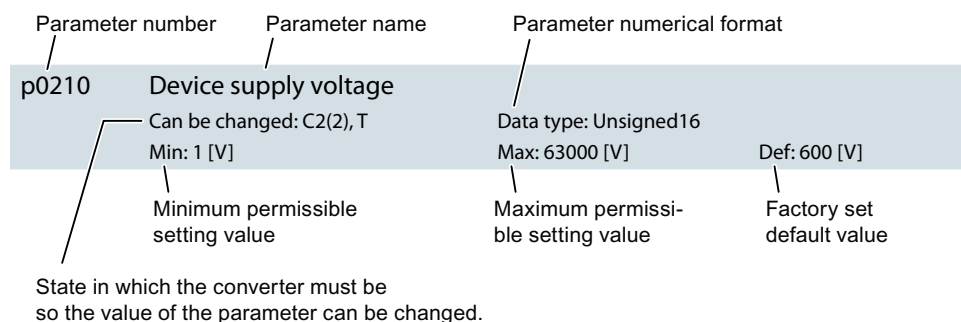 Parameter number Parameter name Parameter numerical format
p0210 Device supply voltage
Can be changed: C2(2), T Data type: Unsigned16
Min: 1 [V] Max: 63000 [V] Def: 600 [V]
Minimum permissible Maximum permissi- Factory set
setting value ble setting value default value
State in which the converter must be
so the value of the parameter can be changed.